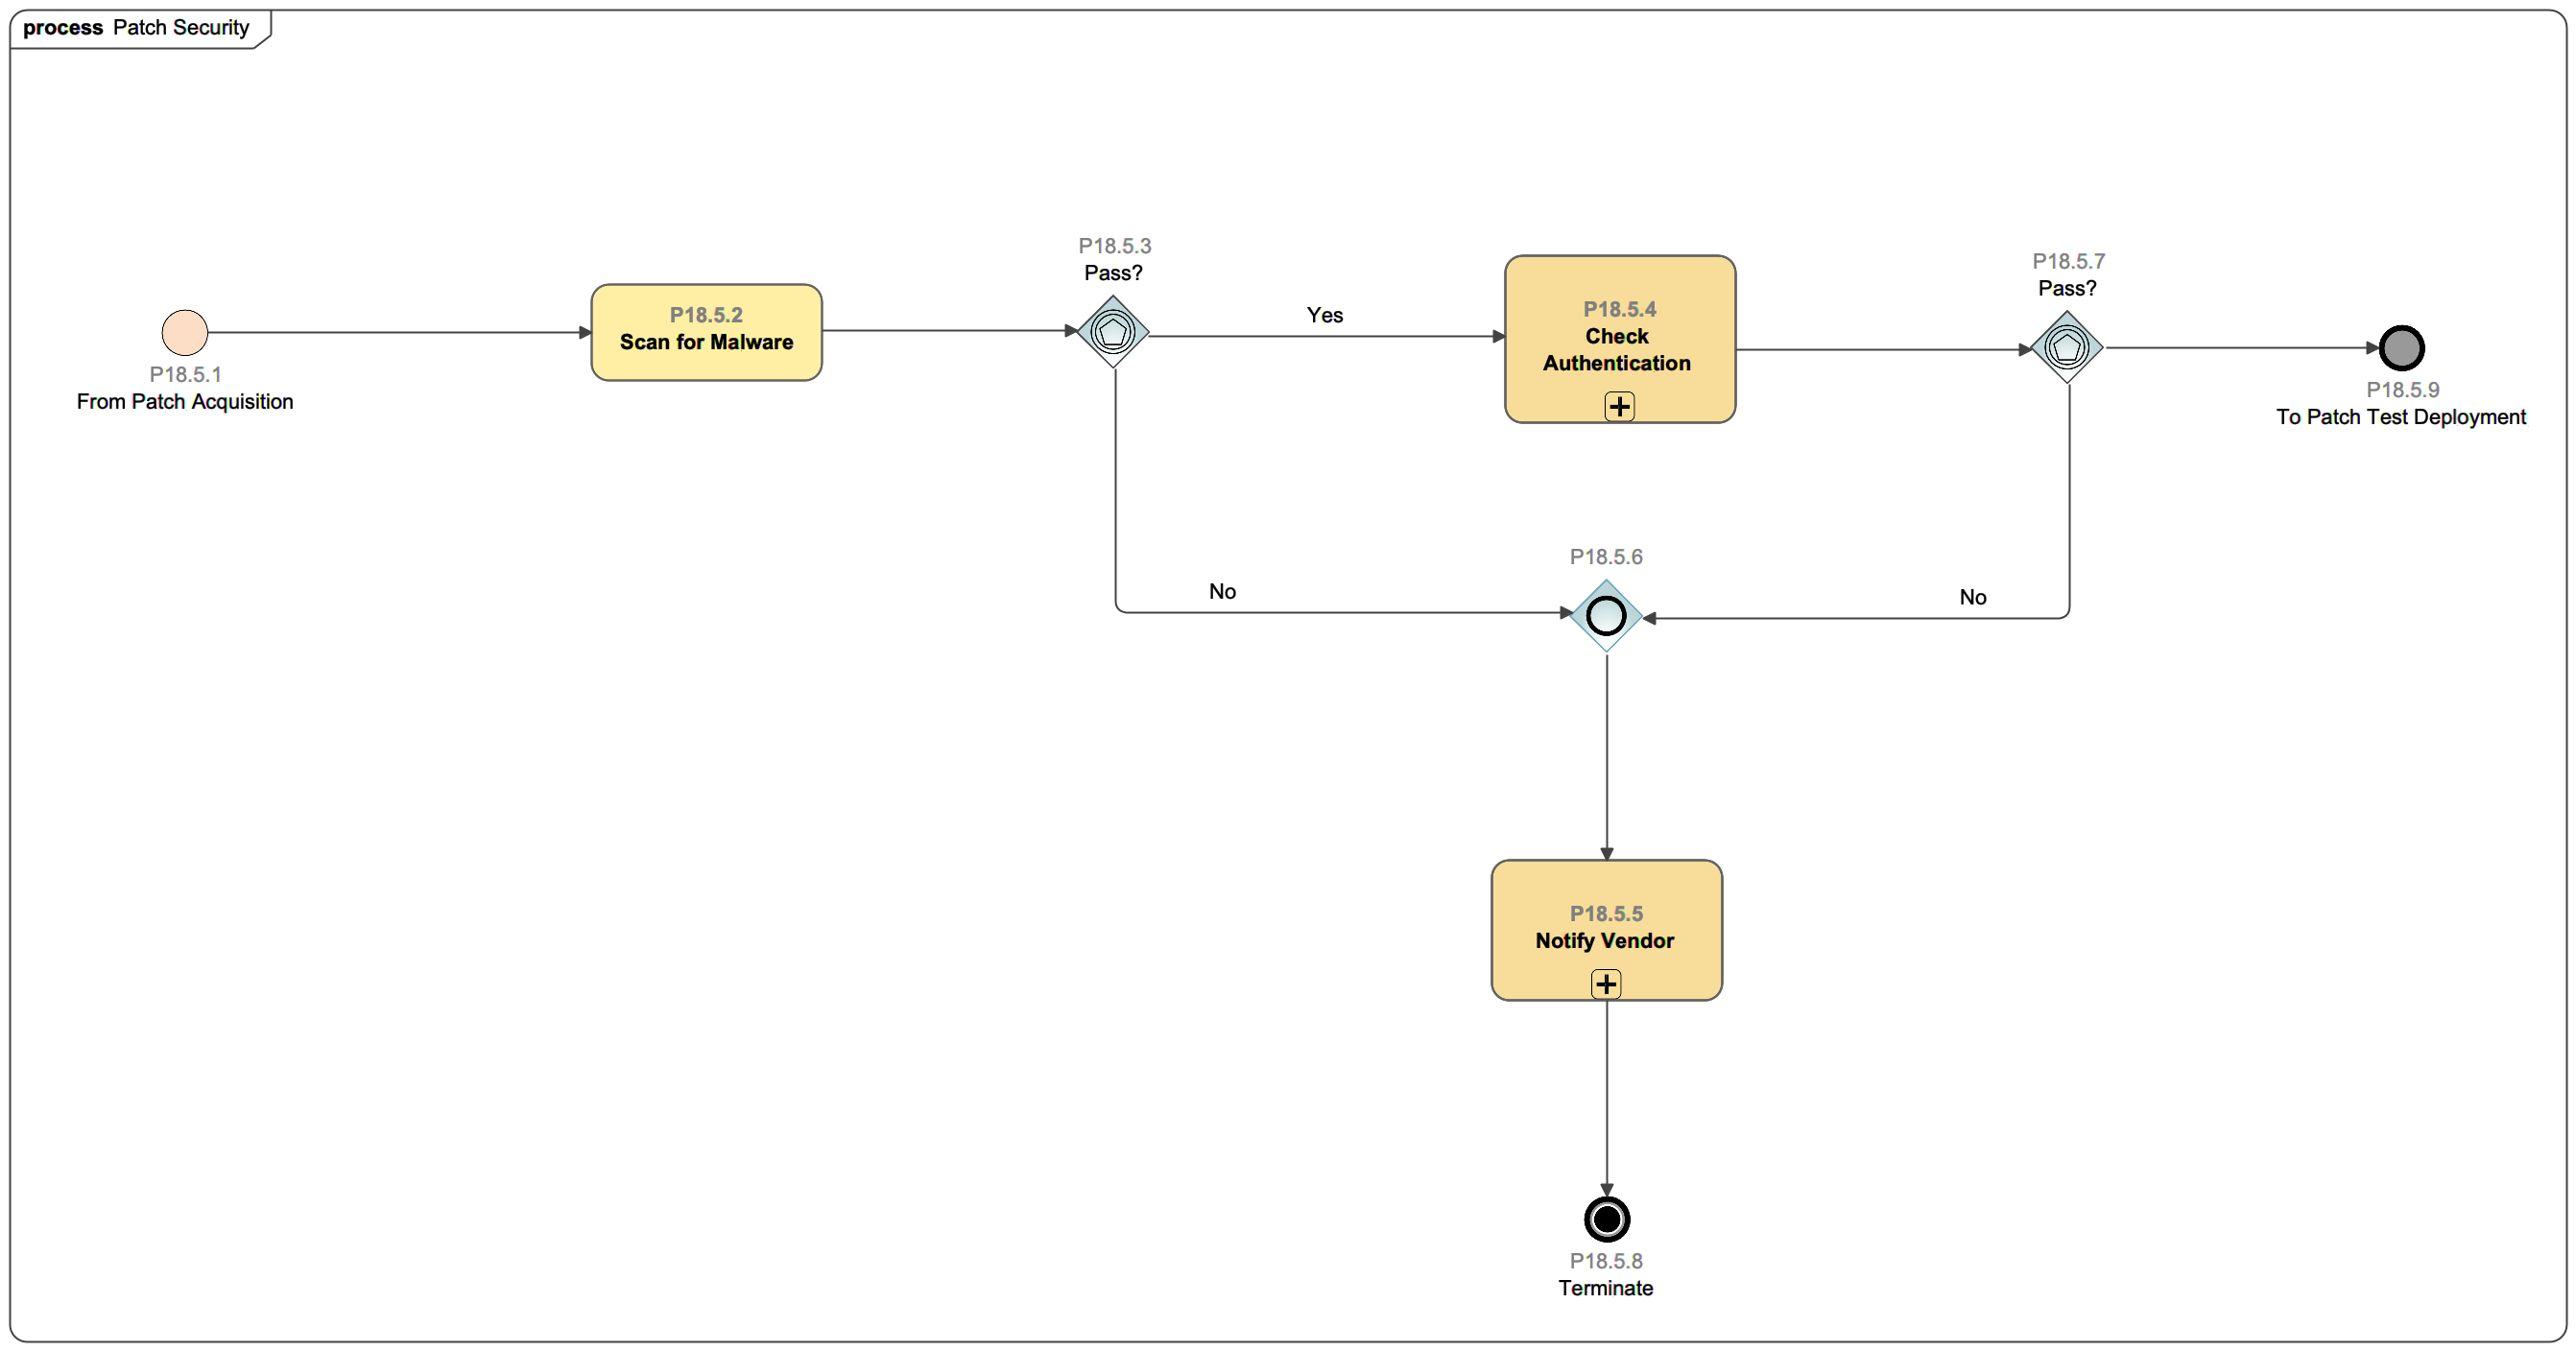 process Patch Security
P18.5.1
From Patch Acquisition
P18.5.2
Scan for Malware
P18.5.3
Pass?
Yes
No
P18.5.4
Check
Authentication
P18.5.7
Pass?
No
P18.5.9
To Patch Test Deployment
P18.5.6
P18.5.5
Notify Vendor
P18.5.8
Terminate